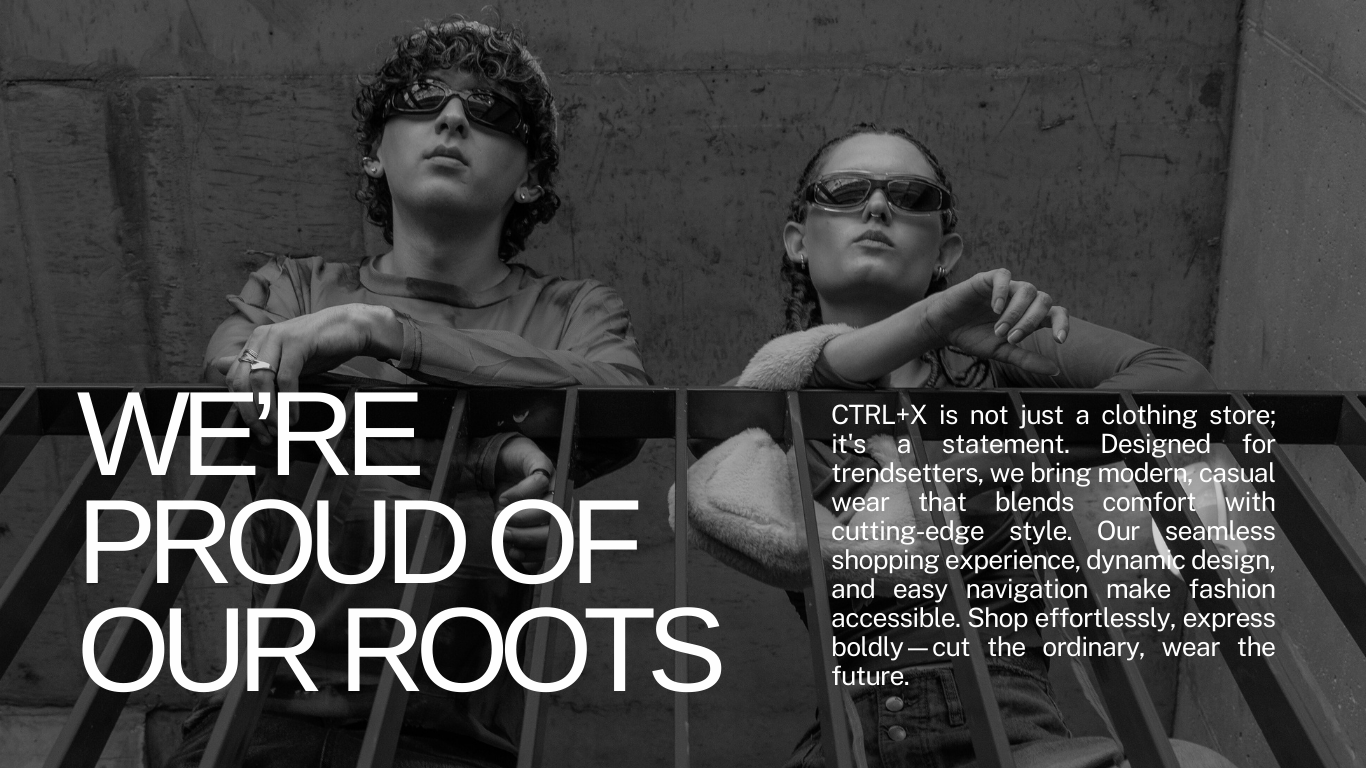 WE’RE
PROUD OF
OUR ROOTS
CTRL+X is not just a clothing store;
it's a statement. Designed for
trendsetters, we bring modern, casual
wear that blends comfort with
cutting-edge style. Our seamless
shopping experience, dynamic design,
and easy navigation make fashion
accessible. Shop effortlessly, express
boldly—cut the ordinary, wear the
future.